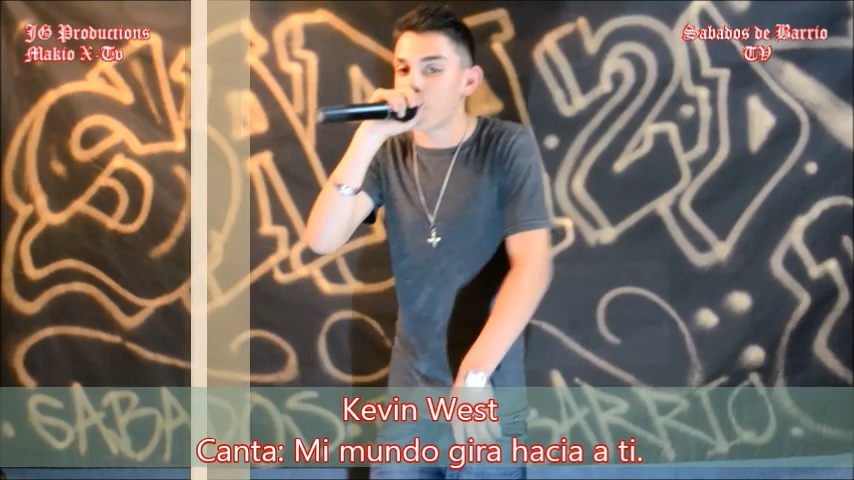 JG Productions
Makio X-Tv
Sabados de Barrio
TV
SABADOS BARRIO
Kevin West
Canta: Mi mundo gira hacia a ti.